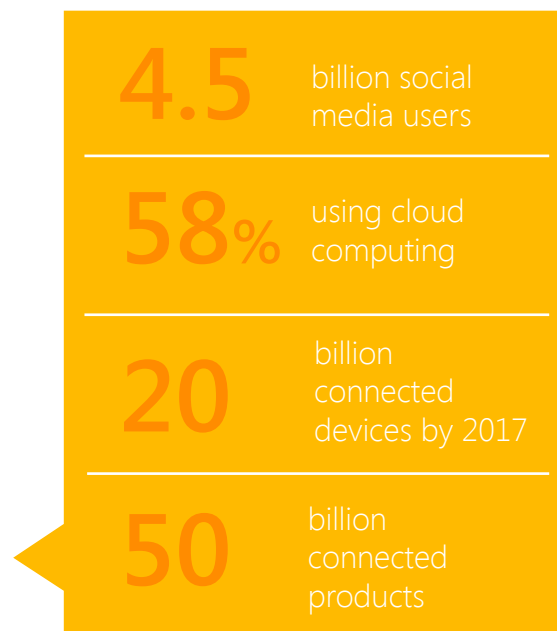 4.5
billion social
media users
58%
using cloud
computing
20
billion
connected
devices by 2017
50
billion
connected
products